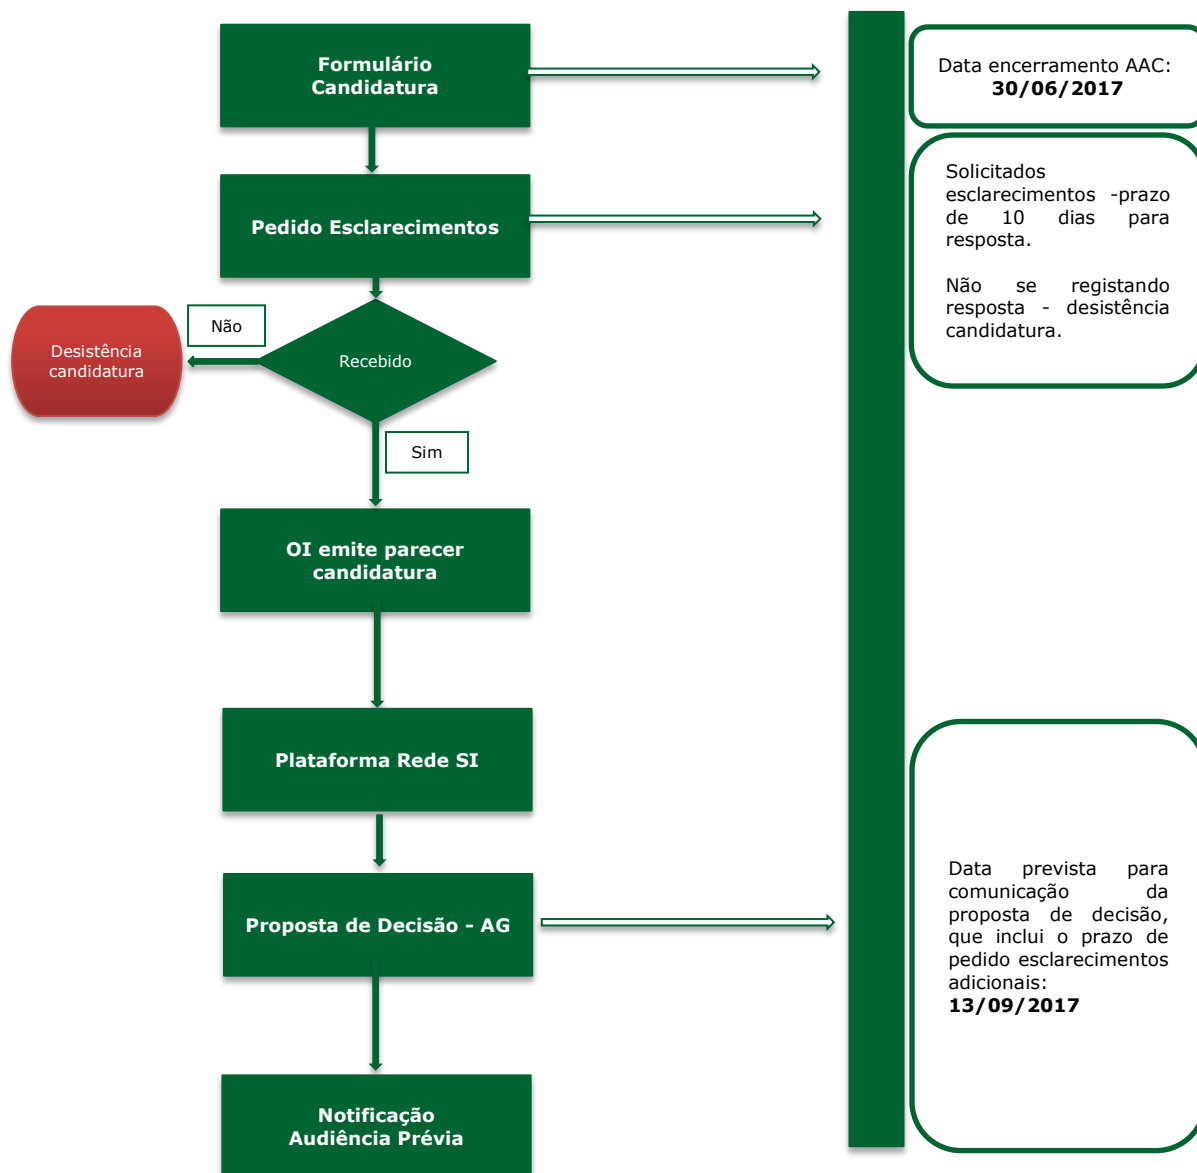 Formulário
Candidatura
Data encerramento AAC:
30/06/2017
Pedido Esclarecimentos
Solicitados
esclarecimentos -prazo
de 10 dias para
resposta.
Não se registando
resposta - desistência
candidatura.
Não
Desistência
candidatura
Recebido
Sim
OI emite parecer
candidatura
Plataforma Rede SI
Proposta de Decisão - AG
Data prevista para
comunicação da
proposta de decisão,
que inclui o prazo de
pedido esclarecimentos
adicionais:
13/09/2017
Notificação
Audiência Prévia